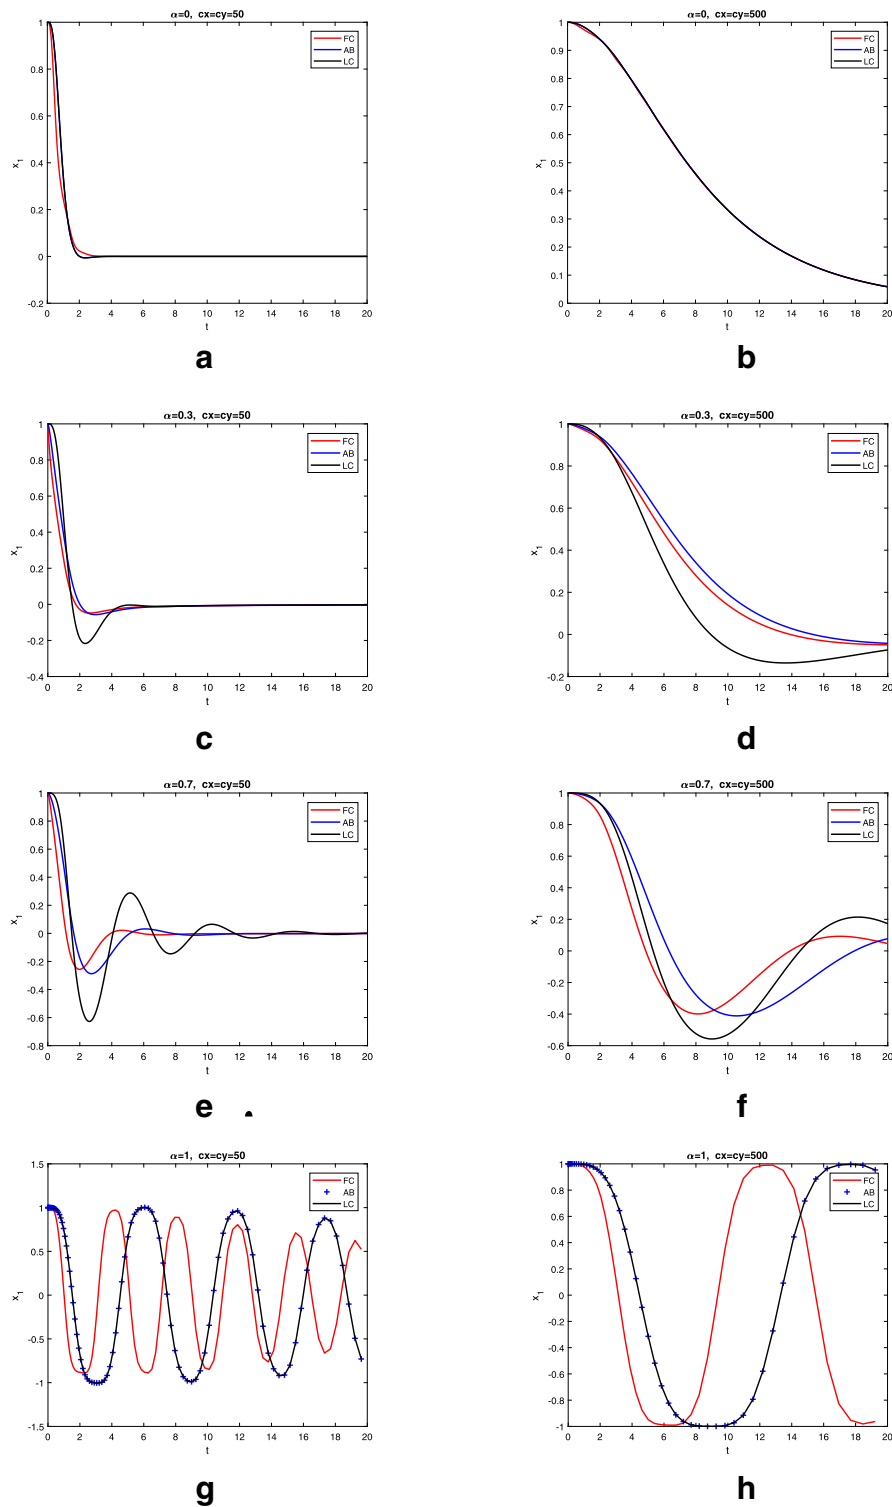 α=0, cx=cy=50
1
0.8
0.6
0.4
0.2
0
-0.2
x1
0 2 4 6 8 10 12 14 16 18 20
t
FC
AB
LC
a
α=0, cx=cy=500
1
0.9
0.8
0.7
0.6
0.5
0.4
0.3
0.2
0.1
0
x1
0 2 4 6 8 10 12 14 16 18 20
t
FC
AB
LC
b
α=0.3, cx=cy=50
1
0.8
0.6
0.4
0.2
0
-0.2
-0.4
x1
0 2 4 6 8 10 12 14 16 18 20
t
FC
AB
LC
c
α=0.3, cx=cy=500
1
0.8
0.6
0.4
0.2
0
-0.2
x1
0 2 4 6 8 10 12 14 16 18 20
t
FC
AB
LC
d
α=0.7, cx=cy=50
1
0.8
0.6
0.4
0.2
0
-0.2
-0.4
-0.6
-0.8
x1
0 2 4 6 8 10 12 14 16 18 20
t
FC
AB
LC
e
α=0.7, cx=cy=500
1
0.8
0.6
0.4
0.2
0
-0.2
-0.4
-0.6
x1
0 2 4 6 8 10 12 14 16 18 20
t
FC
AB
LC
f
α=1, cx=cy=50
1.5
1
0.5
0
-0.5
-1
-1.5
x1
0 2 4 6 8 10 12 14 16 18 20
t
FC
AB
LC
g
α=1, cx=cy=500
1
0.8
0.6
0.4
0.2
0
-0.2
-0.4
-0.6
-0.8
-1
x1
0 2 4 6 8 10 12 14 16 18 20
t
FC
AB
LC
h